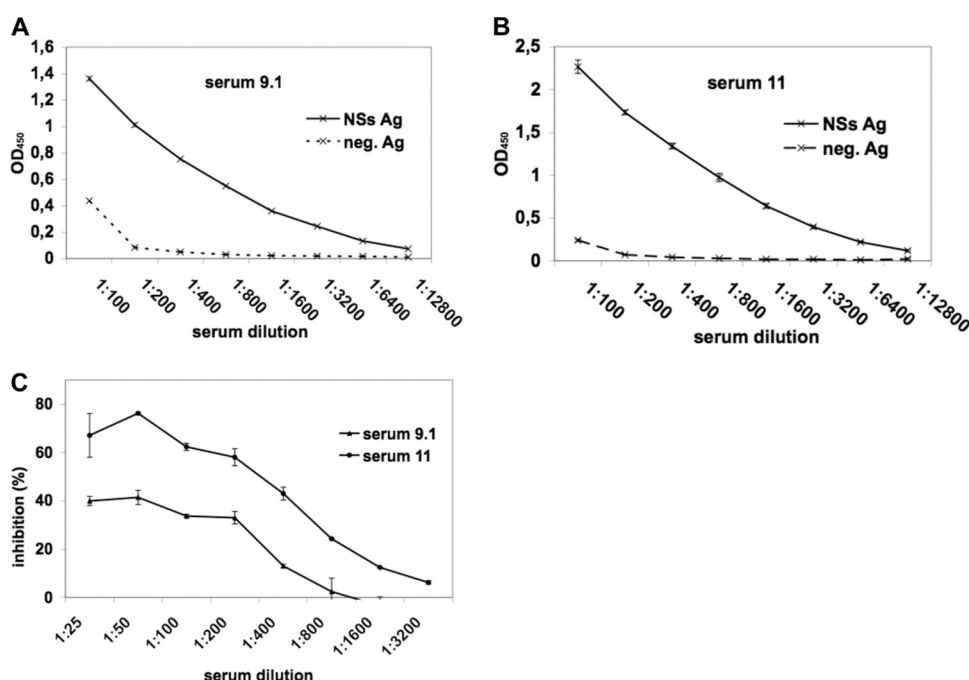 A
1,6
1,4
1,2
1
0,8
0,6
0,4
0,2
0
OD450
serum 9.1
NSs Ag
neg. Ag
1:100
1:200
1:400
1:800
1:1600
1:3200
1:6400
1:12800
serum dilution
B
2,5
2
1,5
1
0,5
0
OD450
serum 11
NSs Ag
neg. Ag
1:100
1:200
1:400
1:800
1:1600
1:3200
1:6400
1:12800
serum dilution
C
80
60
40
20
0
inhibition (%)
serum 9.1
serum 11
1:25
1:50
1:100
1:200
1:400
1:800
1:1600
1:3200
serum dilution